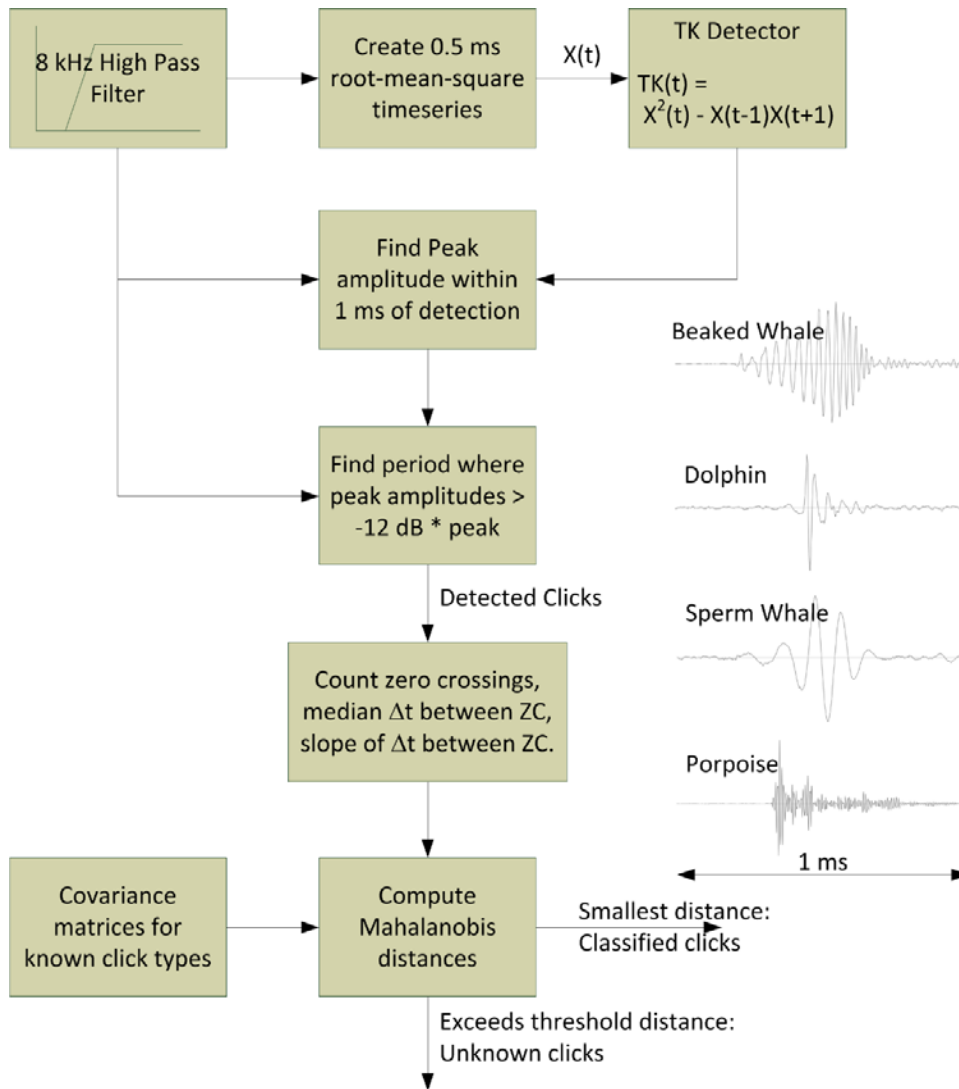 8 kHz High Pass
Filter
Create 0.5 ms
root-mean-square
timeseries
X(t)
TK Detector
TK(t) =
X²(t) - X(t-1)X(t+1)
Find Peak
amplitude within
1 ms of detection
Find period where
peak amplitudes >
-12 dB * peak
Detected Clicks
Count zero crossings,
median Δt between ZC,
slope of Δt between ZC.
Covariance
matrices for
known click types
Compute
Mahalanobis
distances
Smallest distance:
Classified clicks
Exceeds threshold distance:
Unknown clicks
Beaked Whale
Dolphin
Sperm Whale
Porpoise
1 ms